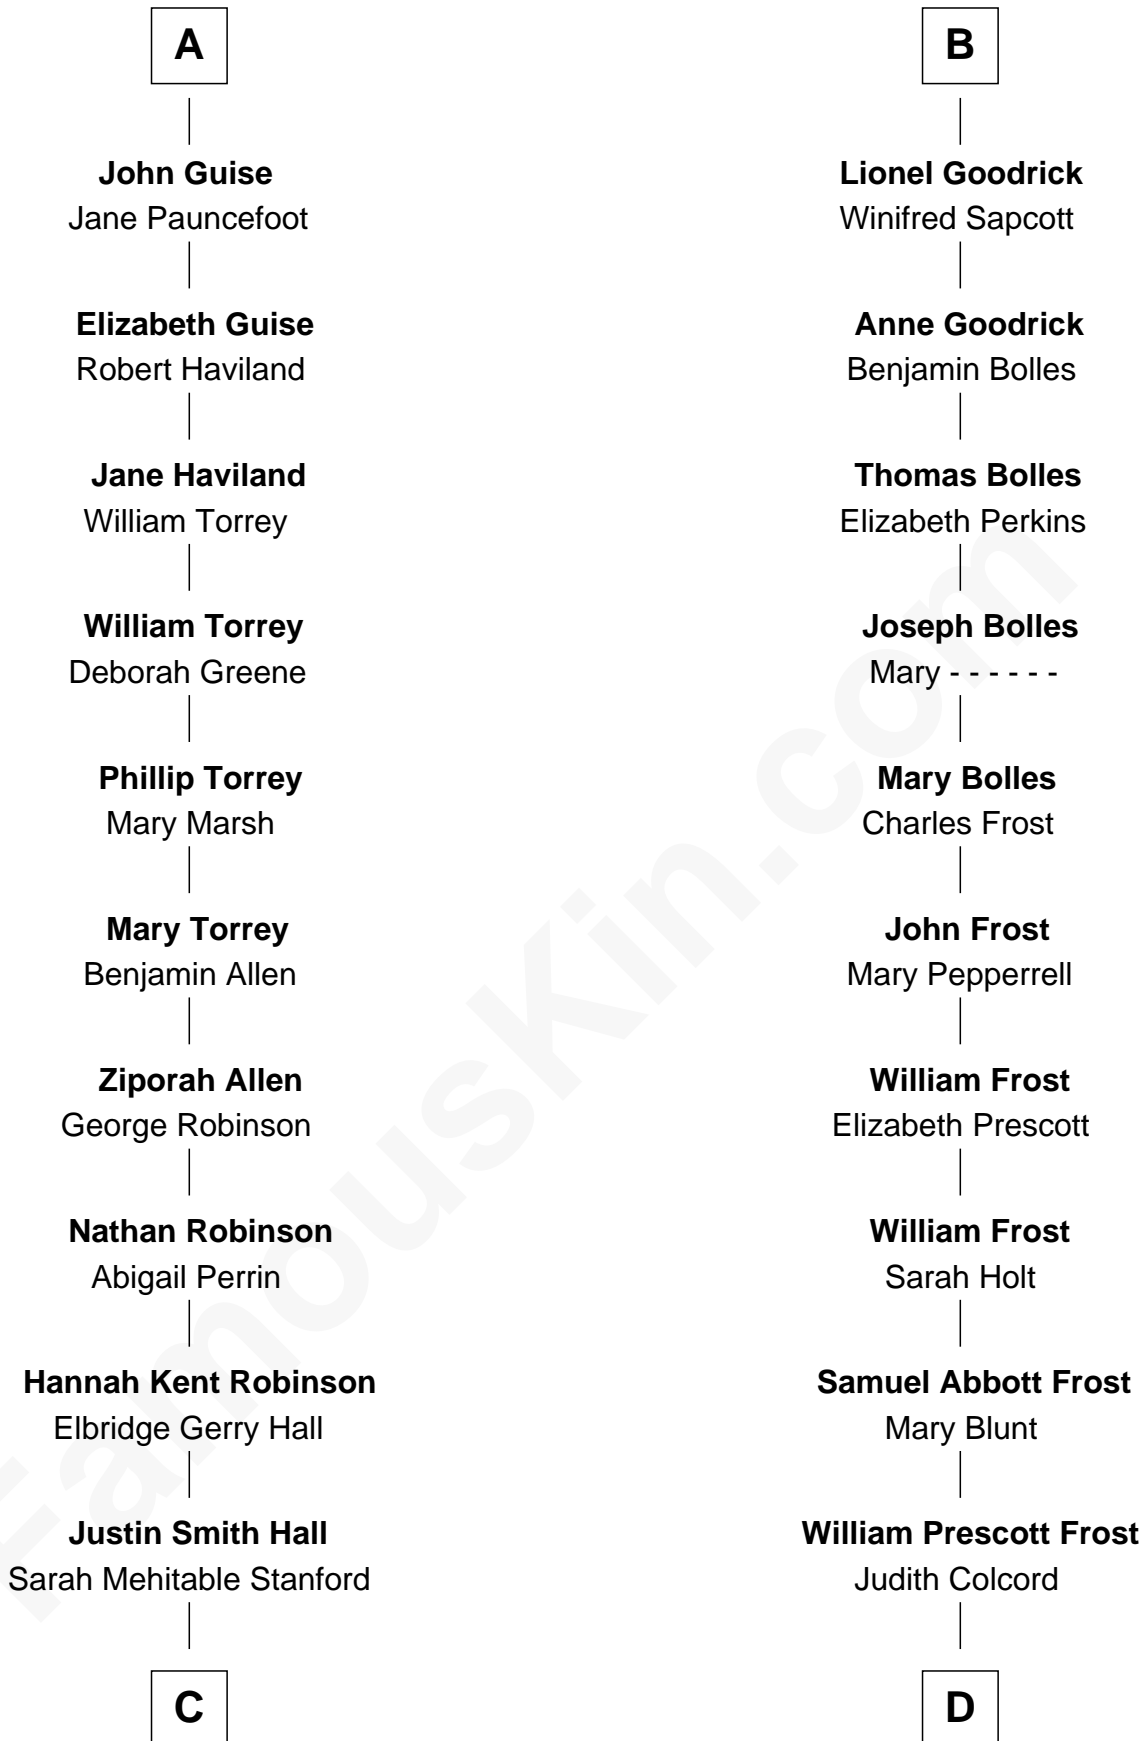 A
John Guise
Jane Pauncefoot
Elizabeth Guise
Robert Haviland
Jane Haviland
William Torrey
William Torrey
Deborah Greene
Phillip Torrey
Mary Marsh
Mary Torrey
Benjamin Allen
Ziporah Allen
George Robinson
Nathan Robinson
Abigail Perrin
Hannah Kent Robinson
Elbridge Gerry Hall
Justin Smith Hall
Sarah Mehitable Stanford
C
B
Lionel Goodrick
Winifred Sapcott
Anne Goodrick
Benjamin Bolles
Thomas Bolles
Elizabeth Perkins
Joseph Bolles
Mary - - - - - -
Mary Bolles
Charles Frost
John Frost
Mary Pepperrell
William Frost
Elizabeth Prescott
William Frost
Sarah Holt
Samuel Abbott Frost
Mary Blunt
William Prescott Frost
Judith Colcord
D
FamousKin.com